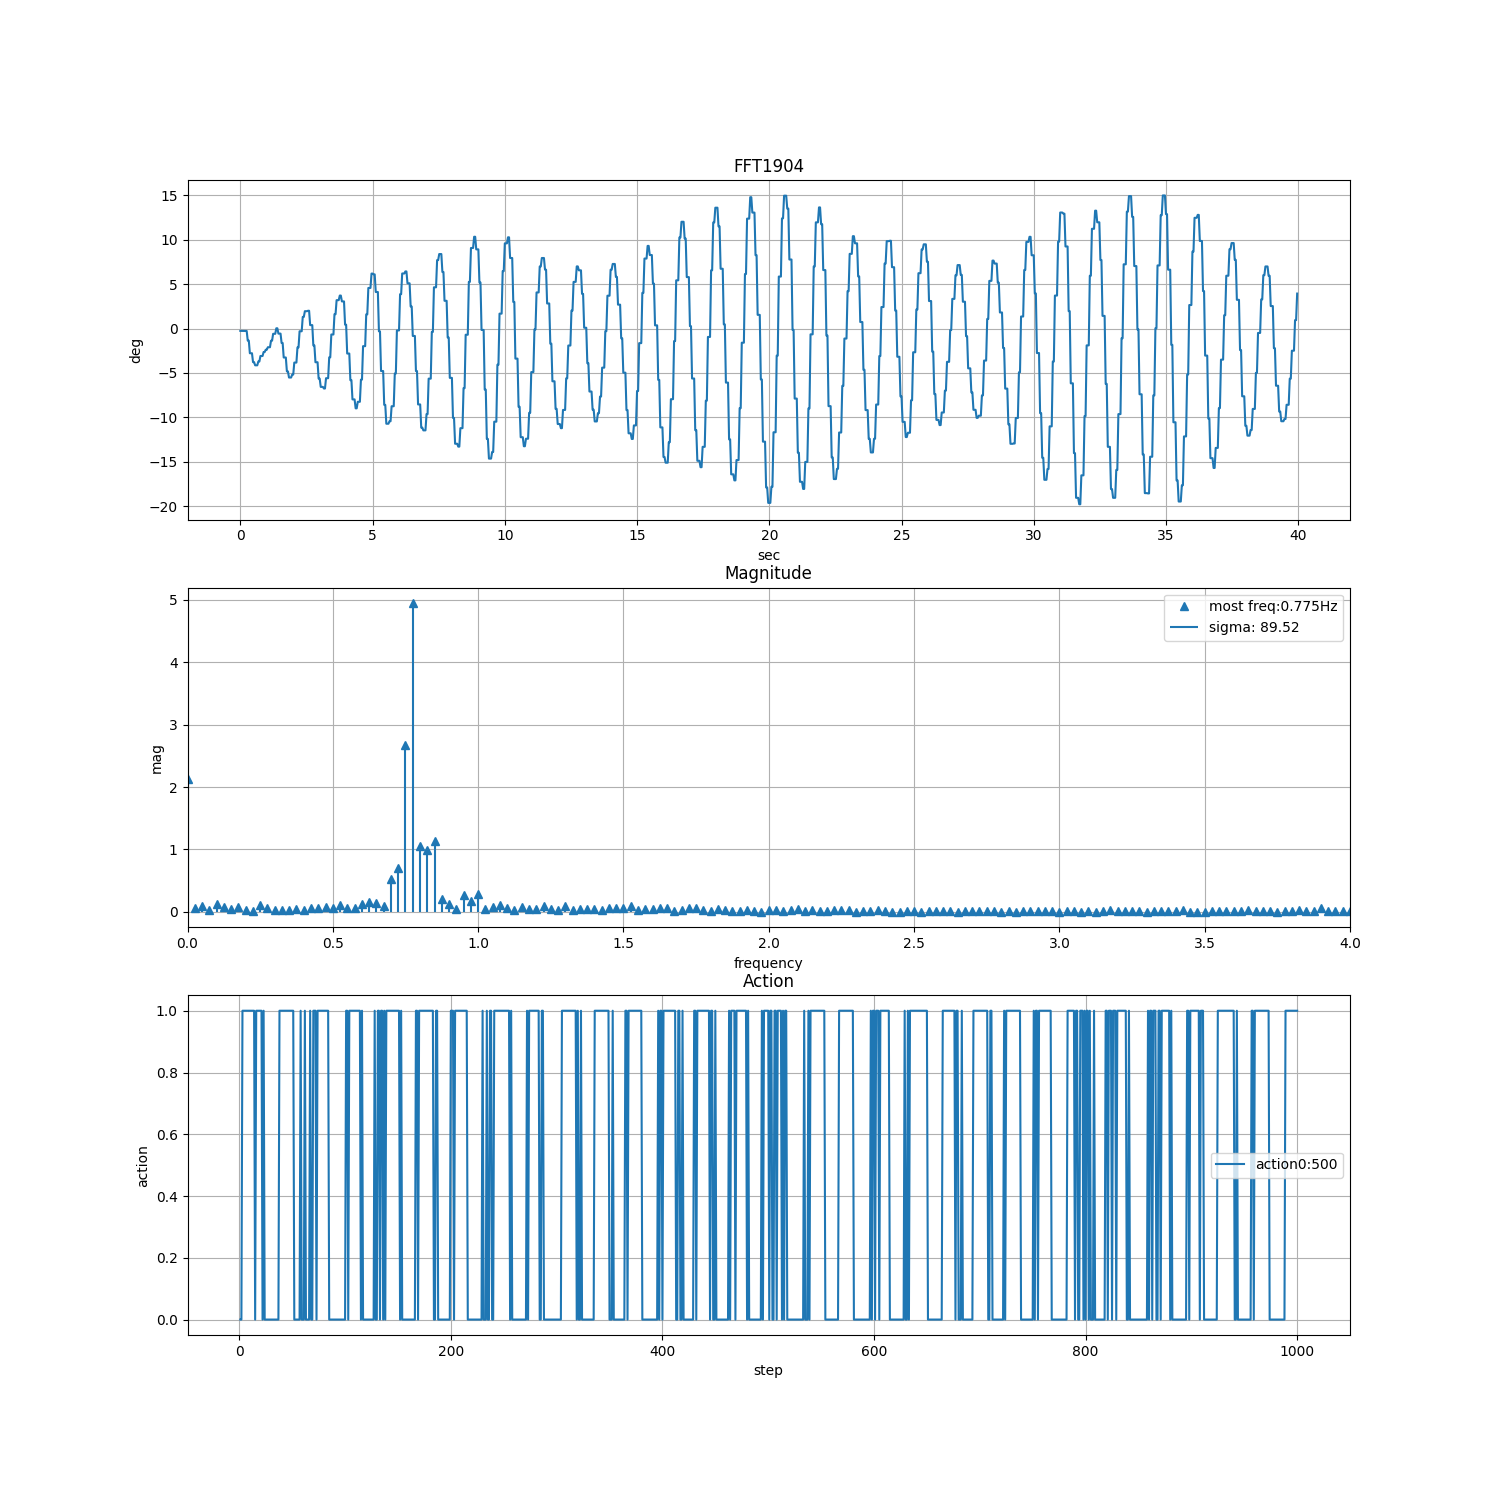 FFT1904
15
10
5
0
−5
−10
−15
−20
deg
0 5 10 15 20 25 30 35 40
sec
Magnitude
5
4
3
2
1
0
mag
most freq:0.775Hz
sigma: 89.52
0.0 0.5 1.0 1.5 2.0 2.5 3.0 3.5 4.0
frequency
Action
1.0
0.8
0.6
0.4
0.2
0.0
action
action0:500
0 200 400 600 800 1000
step